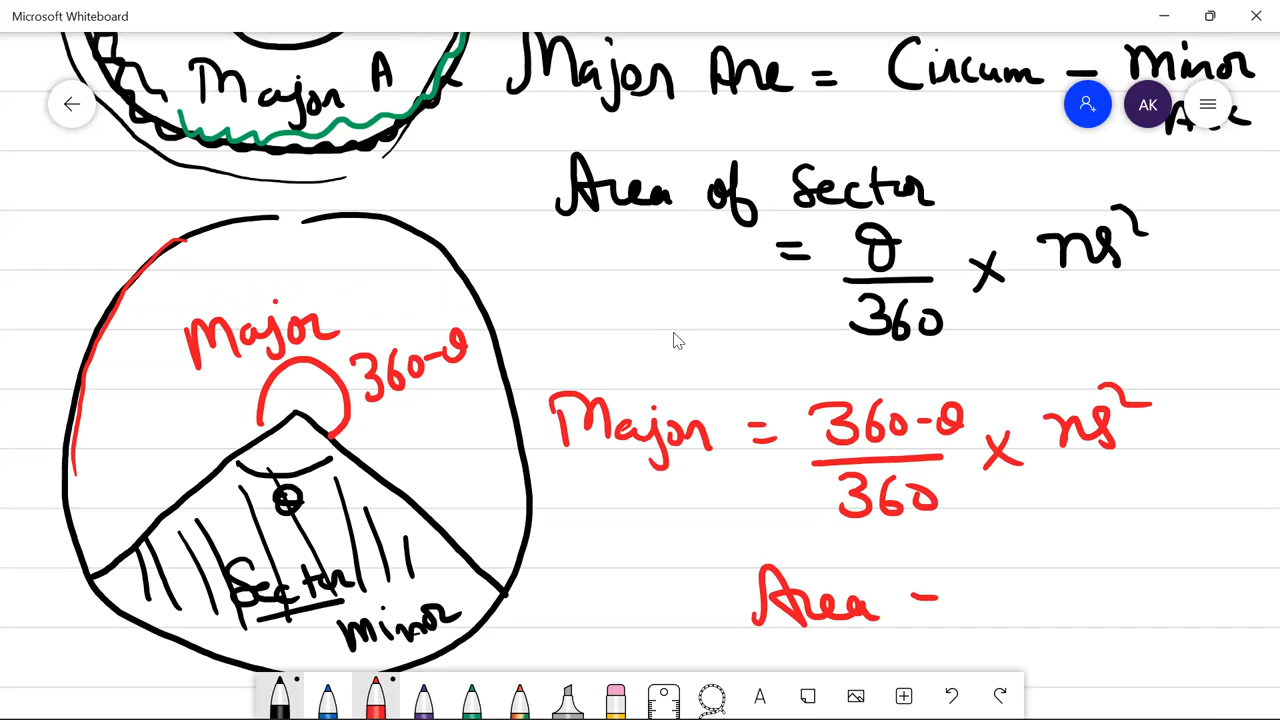 Microsoft Whiteboard
Major A
Major Arc = Circum - Minor
Arc
AK
Area of Sector
= θ/360 × πr²
Major
360-θ
Major = 360-θ/360 × πr²
θ
Sector
Minor
Area -
A